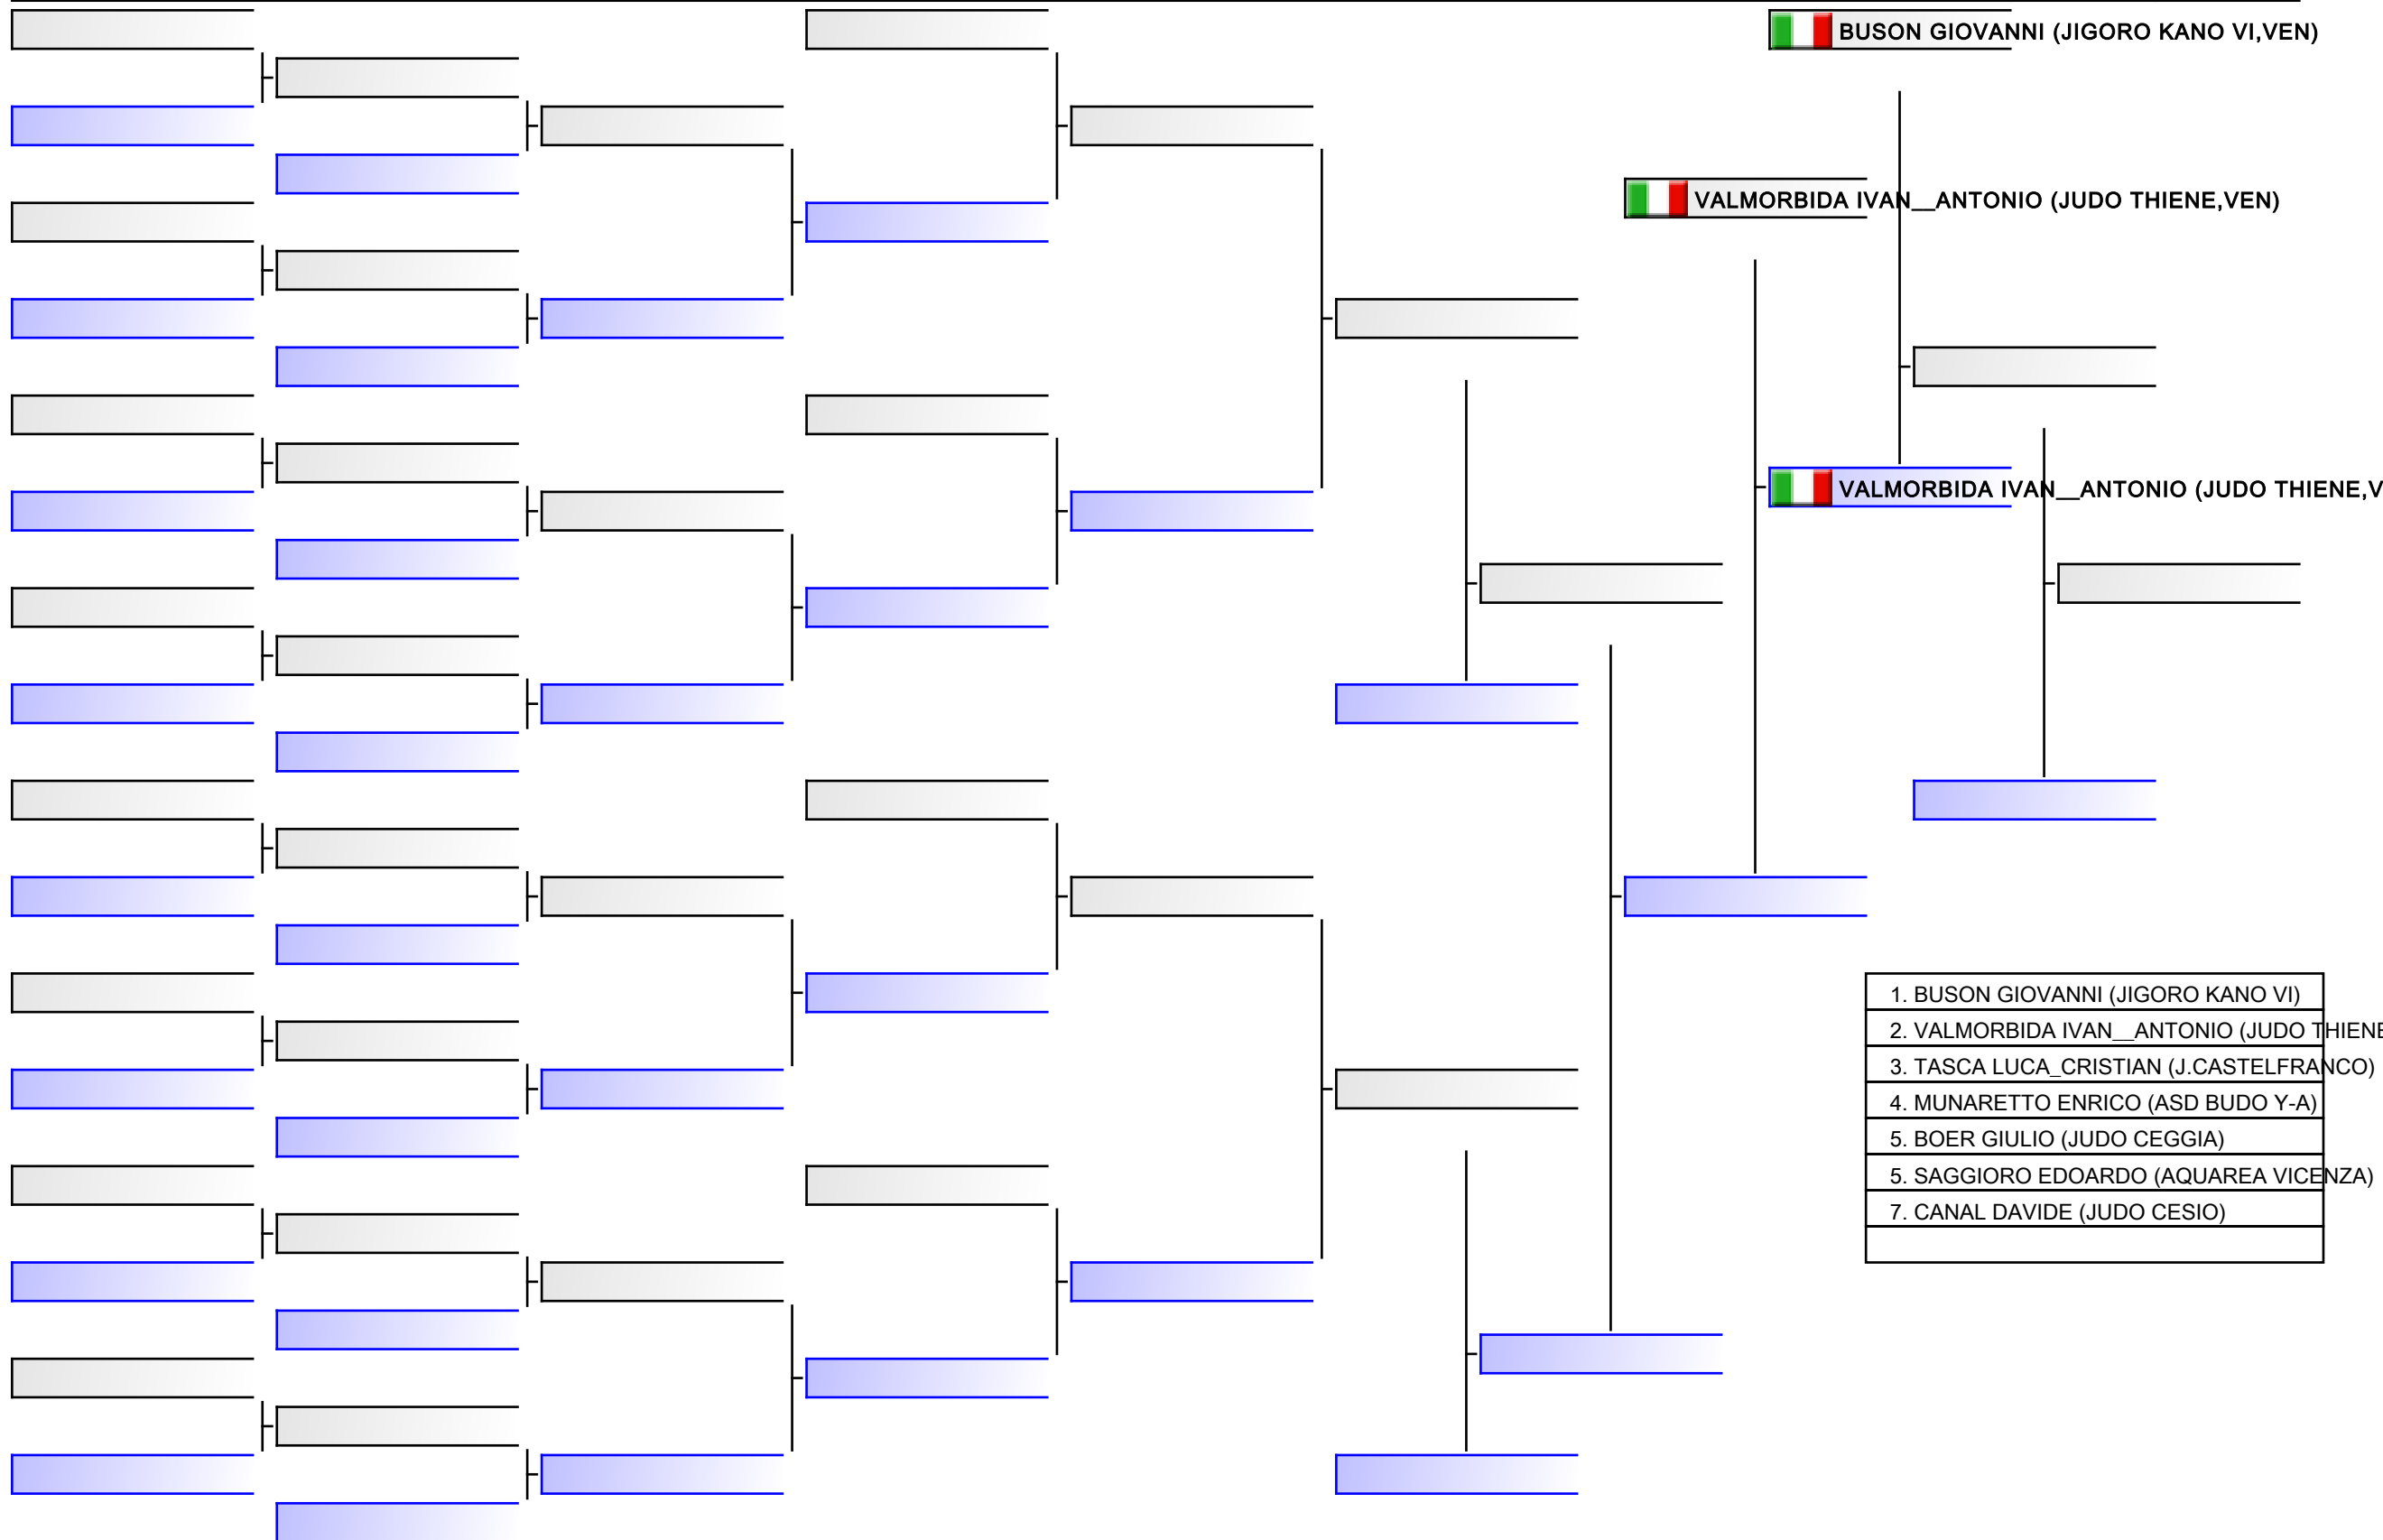 BUSON GIOVANNI (JIGORO KANO VI,VEN)
VALMORBIDA IVAN__ANTONIO (JUDO THIENE,VEN)
VALMORBIDA IVAN__ANTONIO (JUDO THIENE,V
1. BUSON GIOVANNI (JIGORO KANO VI)
2. VALMORBIDA IVAN__ANTONIO (JUDO THIENE
3. TASCA LUCA_CRISTIAN (J.CASTELFRANCO)
4. MUNARETTO ENRICO (ASD BUDO Y-A)
5. BOER GIULIO (JUDO CEGGIA)
5. SAGGIORO EDOARDO (AQUAREA VICENZA)
7. CANAL DAVIDE (JUDO CESIO)